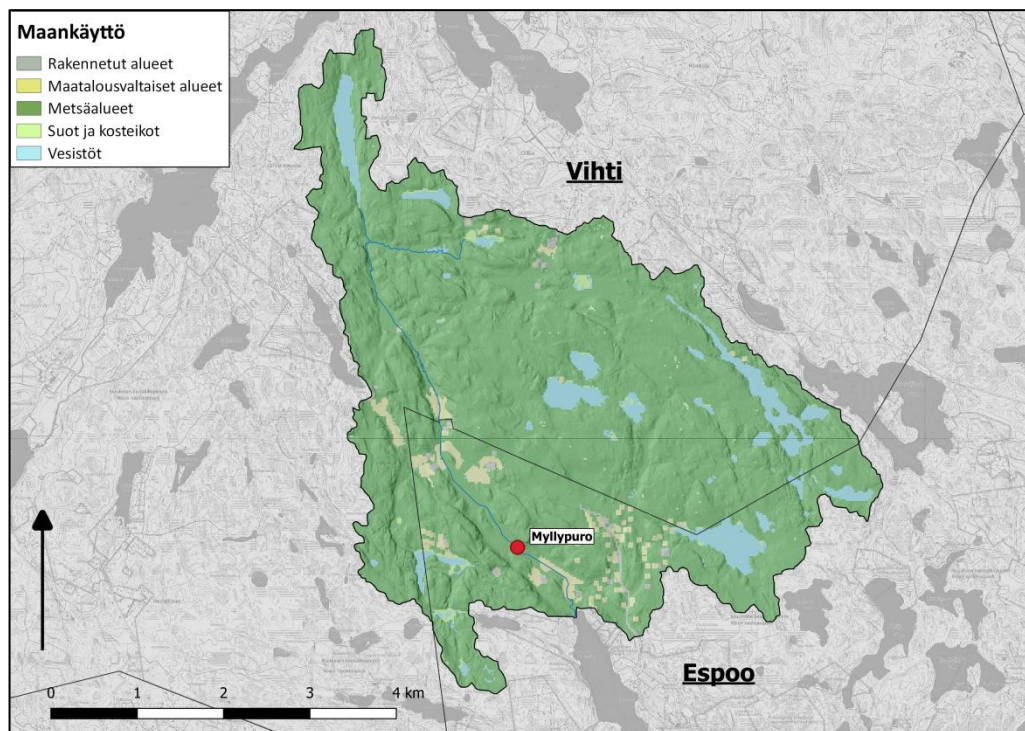 Maankäyttö
Rakennetut alueet
Maatalousvaltaiset alueet
Metsäalueet
Suot ja kosteikot
Vesistöt
Vihti
Myllypuro
Espoo
0 1 2 3 4 km